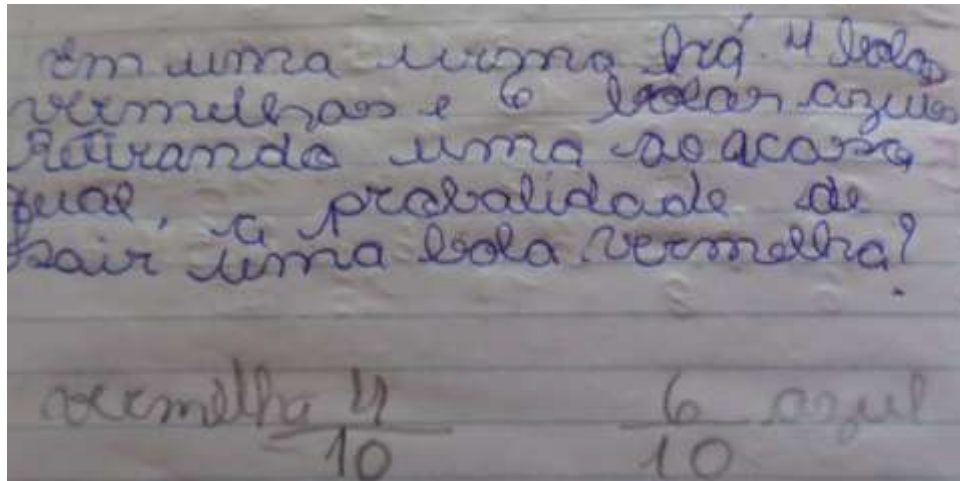 Em uma urna há 4 bolas
vermelhas e 6 bolas azuis
Retirando uma ao acaso
qual, a probalidade de
sair uma bola vermelha?
vermelha 4/10 6/10 azul